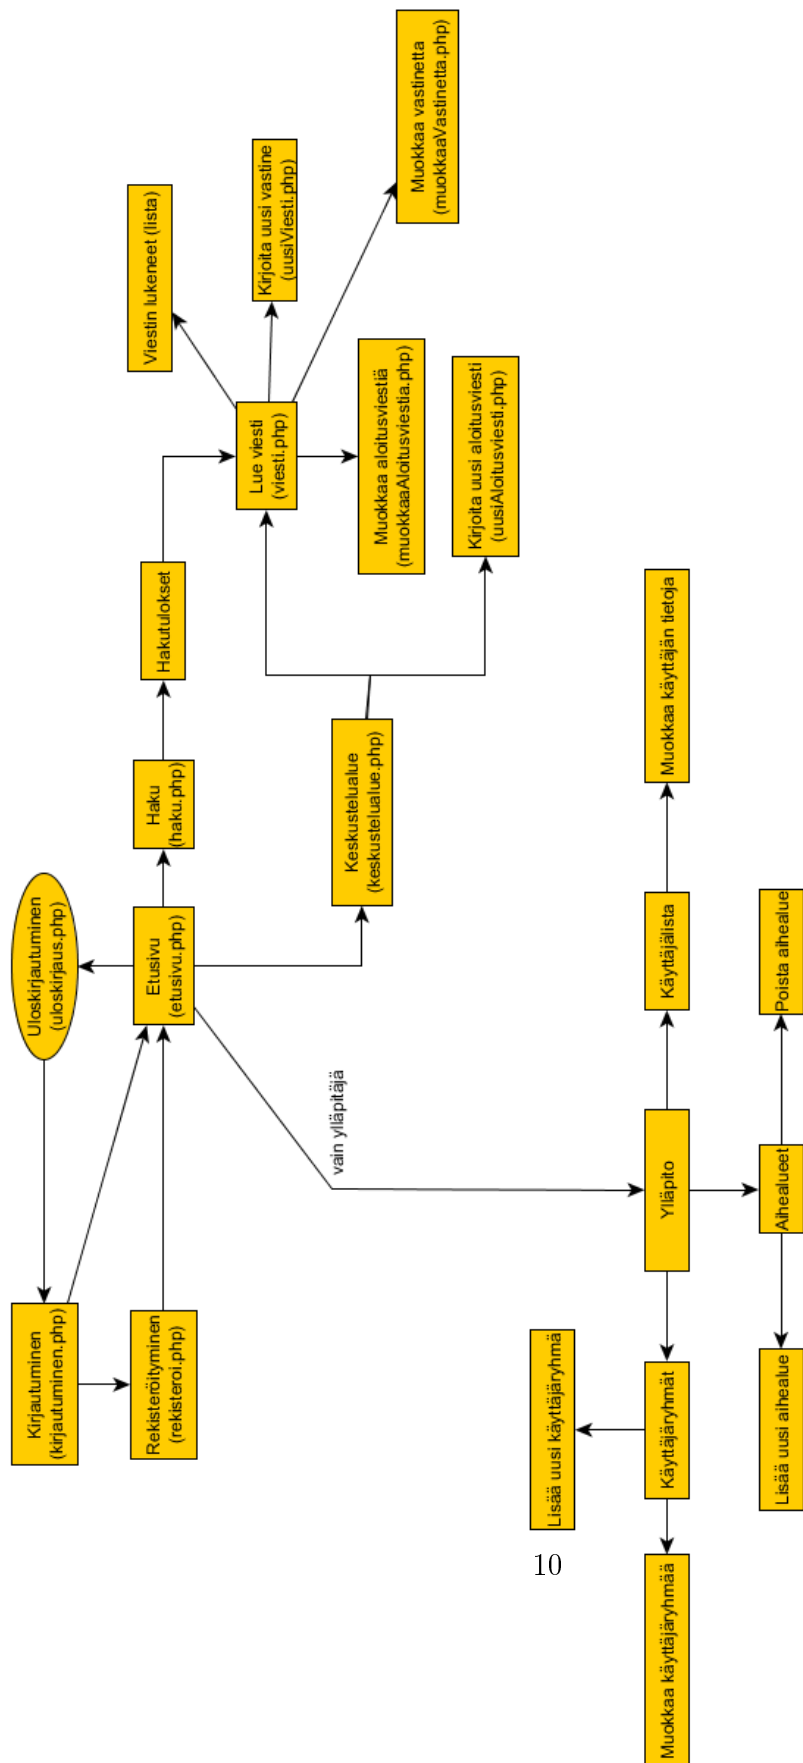 Kirjautuminen
(kirjautuminen.php)
Uloskirjautuminen
(uloskirjaus.php)
Rekisteröityminen
(rekisteroi.php)
Etusivu
(etusivu.php)
Haku
(haku.php)
Hakutulokset
Viestin lukeneet (lista)
Lue viesti
(viesti.php)
Kirjoita uusi vastine
(uusiViesti.php)
Muokkaa vastinetta
(muokkaaVastinetta.php)
Muokkaa aloitusviestiä
(muokkaaAloitusviestia.php)
Kirjoita uusi aloitusviesti
(uusiAloitusviesti.php)
Keskustelualue
(keskustelualue.php)
vain ylläpitäjä
Ylläpito
Käyttäjälista
Muokkaa käyttäjän tietoja
Käyttäjäryhmät
Lisää uusi käyttäjäryhmä
Muokkaa käyttäjäryhmää
Aihealueet
Poista aihealue
Lisää uusi aihealue
10